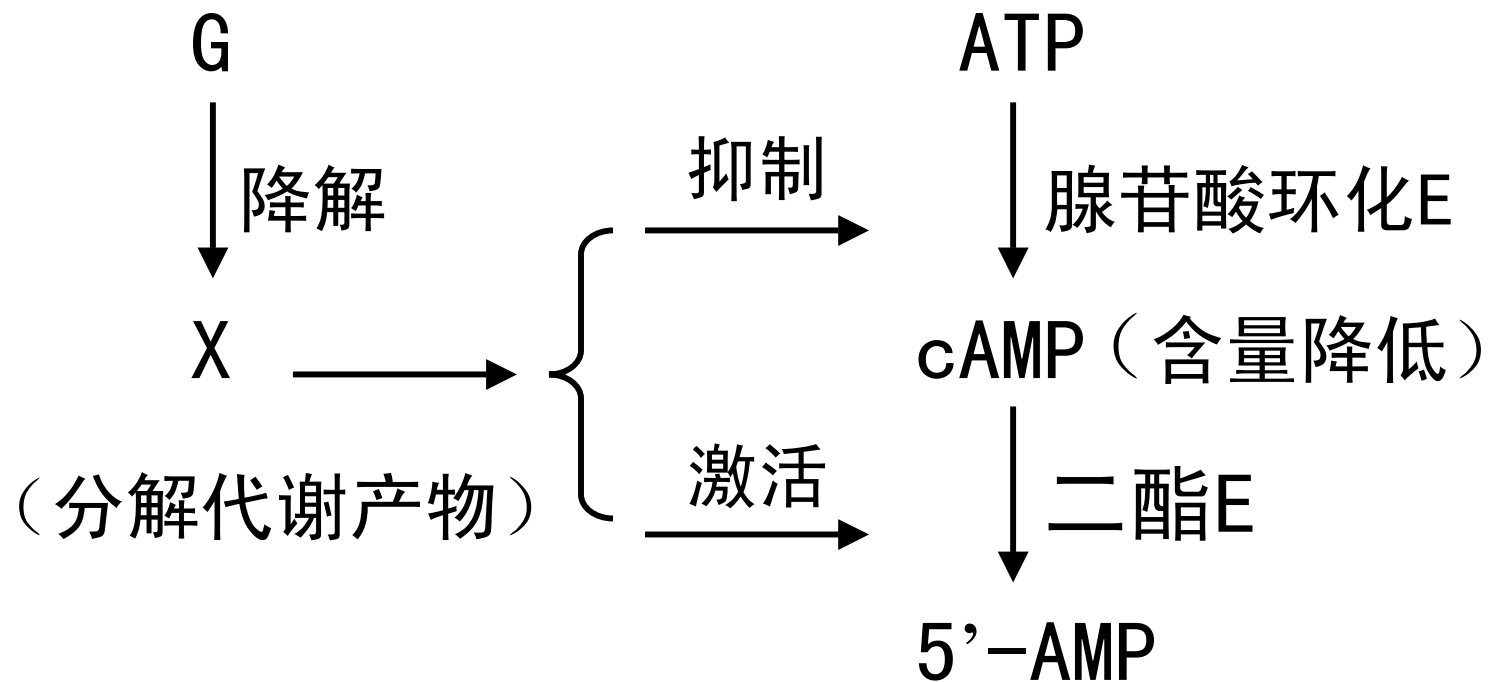 G
ATP
降解
抑制
腺苷酸环化E
X
cAMP（含量降低）
（分解代谢产物）
激活
二酯E
5'-AMP